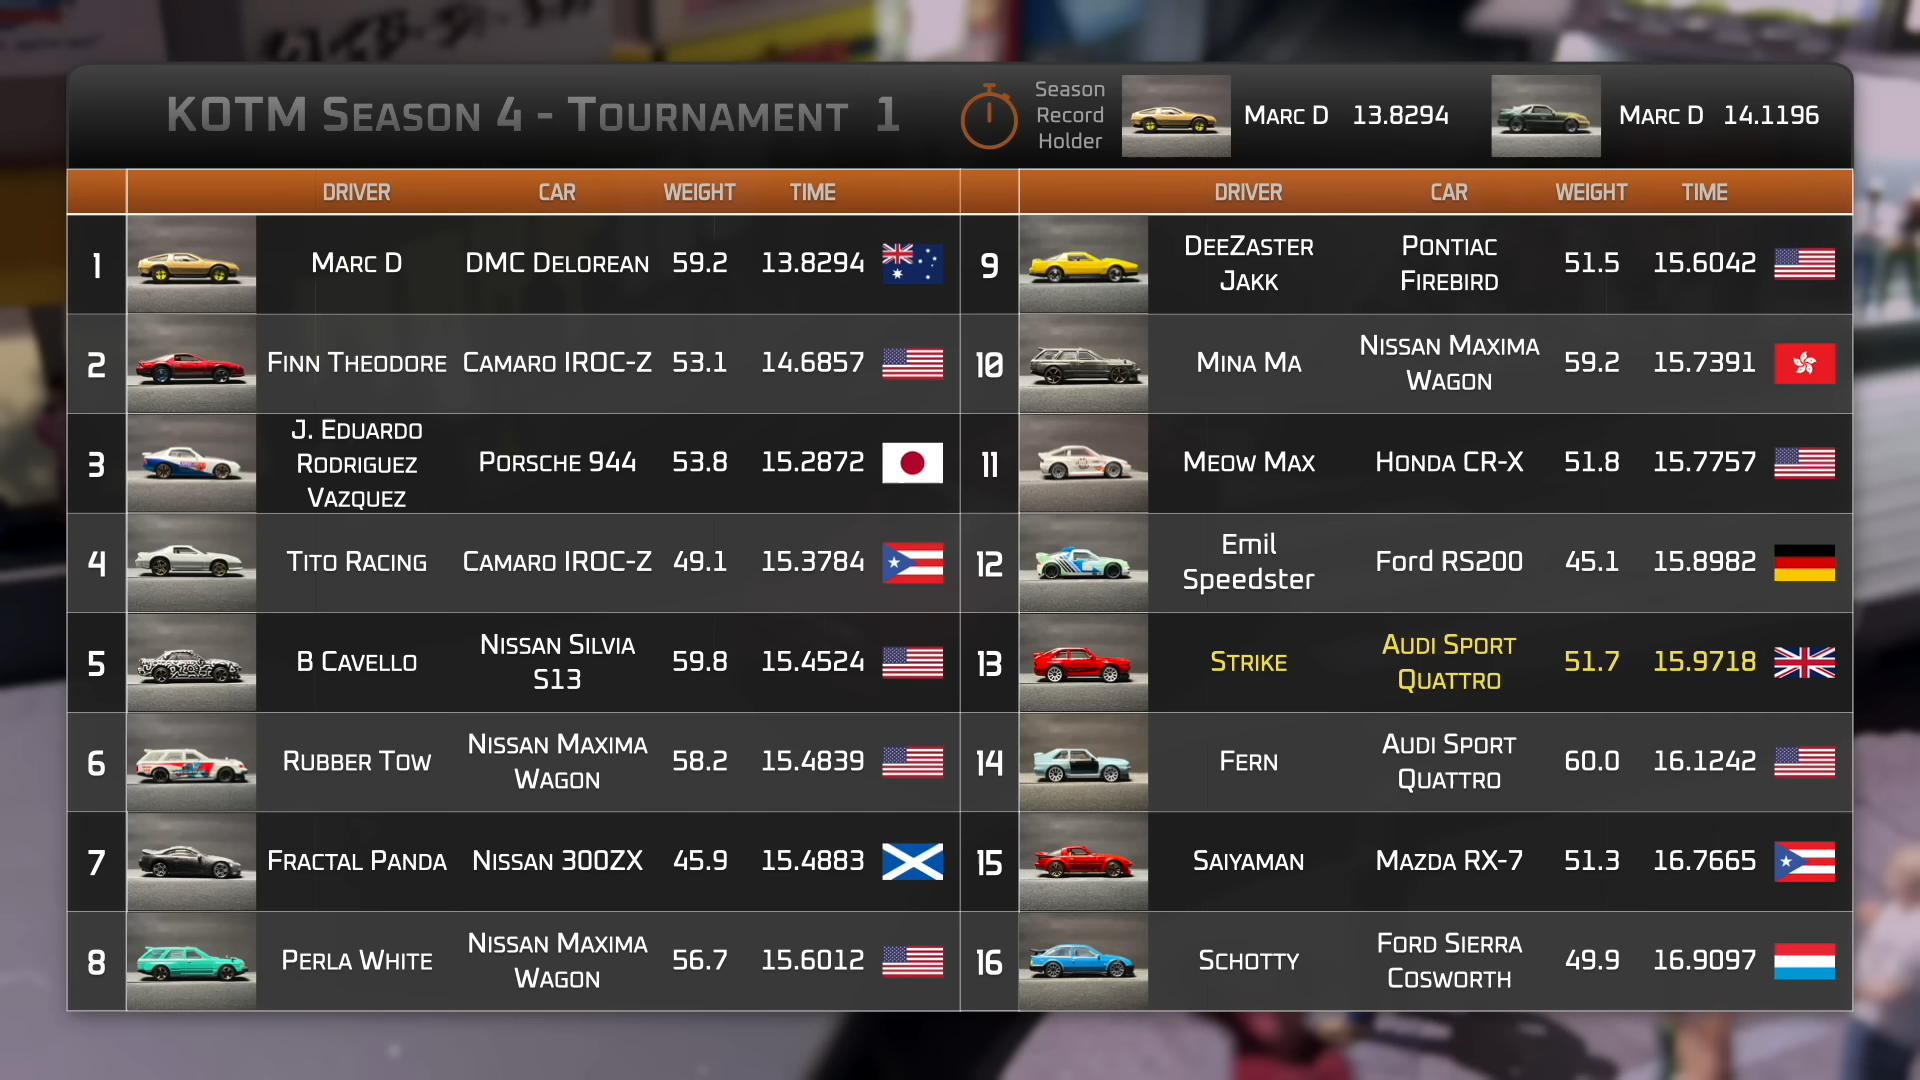 KOTM Season 4 - Tournament 1
Season
Record
Holder
Marc D 13.8294
Marc D 14.1196
DRIVER CAR WEIGHT TIME
DRIVER CAR WEIGHT TIME
1 Marc D DMC Delorean 59.2 13.8294
2 Finn Theodore Camaro IROC-Z 53.1 14.6857
3 J. Eduardo
Rodriguez
Vazquez
Porsche 944 53.8 15.2872
4 Tito Racing Camaro IROC-Z 49.1 15.3784
5 B Cavello Nissan Silvia
S13
59.8 15.4524
6 Rubber Tow Nissan Maxima
Wagon
58.2 15.4839
7 Fractal Panda Nissan 300ZX 45.9 15.4883
8 Perla White Nissan Maxima
Wagon
56.7 15.6012
9 DeeZaster
Jakk
Pontiac
Firebird
51.5 15.6042
10 Mina Ma Nissan Maxima
Wagon
59.2 15.7391
11 Meow Max Honda CR-X 51.8 15.7757
12 Emil
Speedster
Ford RS200 45.1 15.8982
13 Strike Audi Sport
Quattro
51.7 15.9718
14 Fern Audi Sport
Quattro
60.0 16.1242
15 Saiyaman Mazda RX-7 51.3 16.7665
16 Schotty Ford Sierra
Cosworth
49.9 16.9097